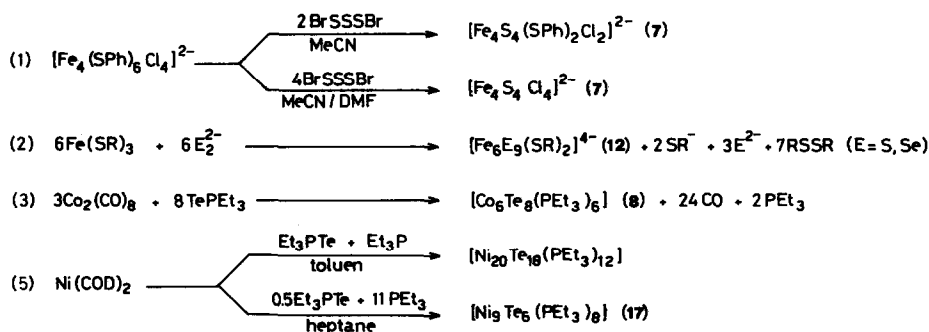 2BrSSSBr
MeCN
[Fe4S4(SPh)2Cl2]2− (7)
(1) [Fe4(SPh)6Cl4]2−
4BrSSSBr
MeCN/DMF
[Fe4S4Cl4]2− (7)
(2) 6Fe(SR)3 + 6E2 2− [Fe6E9(SR)2]4− (12) + 2SR− + 3E2− + 7RSSR (E=S, Se)
(3) 3Co2(CO)8 + 8TePEt3 [Co6Te8(PEt3)6] (8) + 24CO + 2PEt3
Et3PTe + Et3P
toluen
[Ni20Te18(PEt3)12]
(5) Ni(COD)2
0.5Et3PTe + 11PEt3
heptane
[Ni9Te6(PEt3)8] (17)